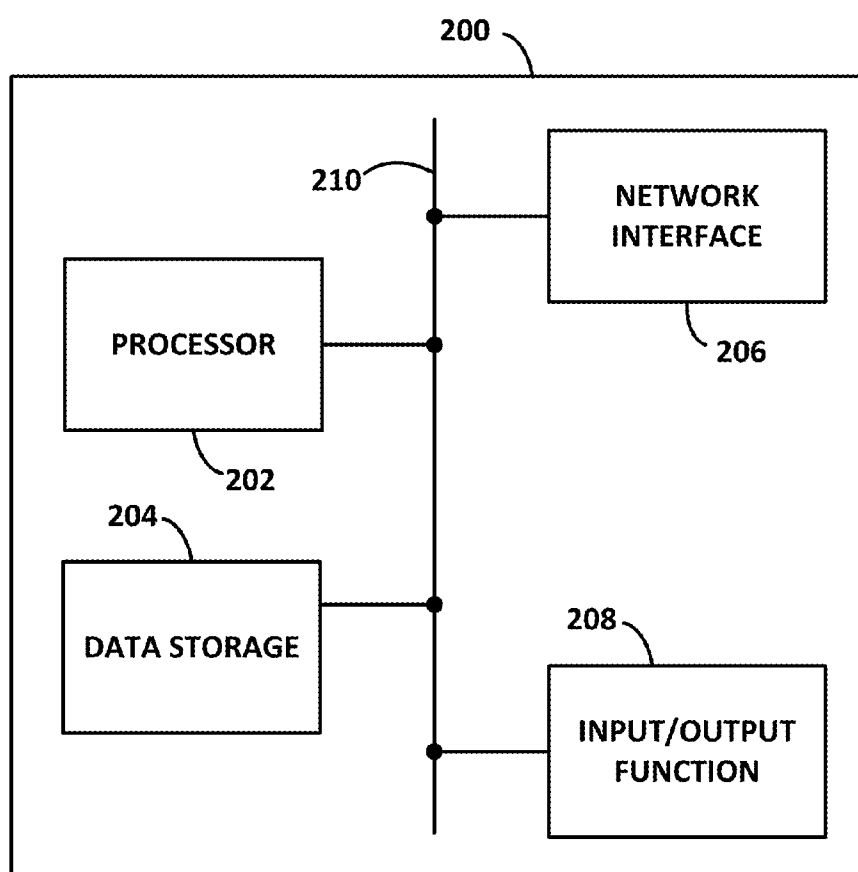 200
210
NETWORK
INTERFACE
206
PROCESSOR
202
204
DATA STORAGE
208
INPUT/OUTPUT
FUNCTION